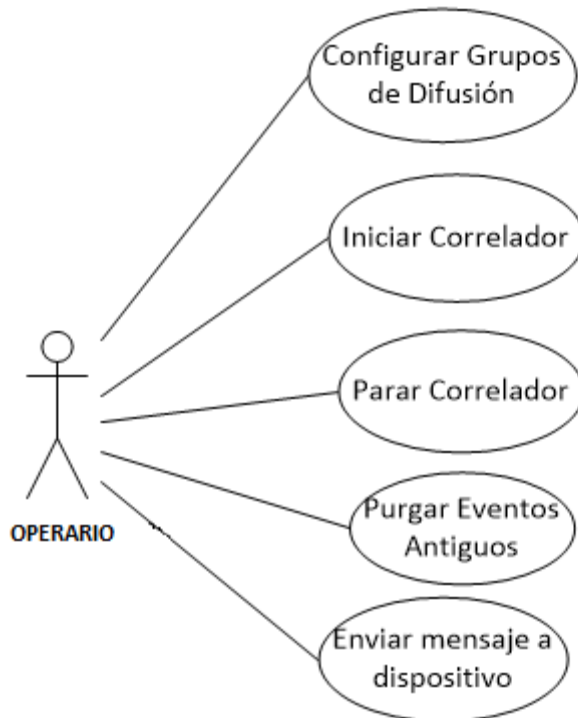 Configurar Grupos
de Difusión
Iniciar Correlador
Parar Correlador
Purgar Eventos
Antiguos
Enviar mensaje a
dispositivo
OPERARIO